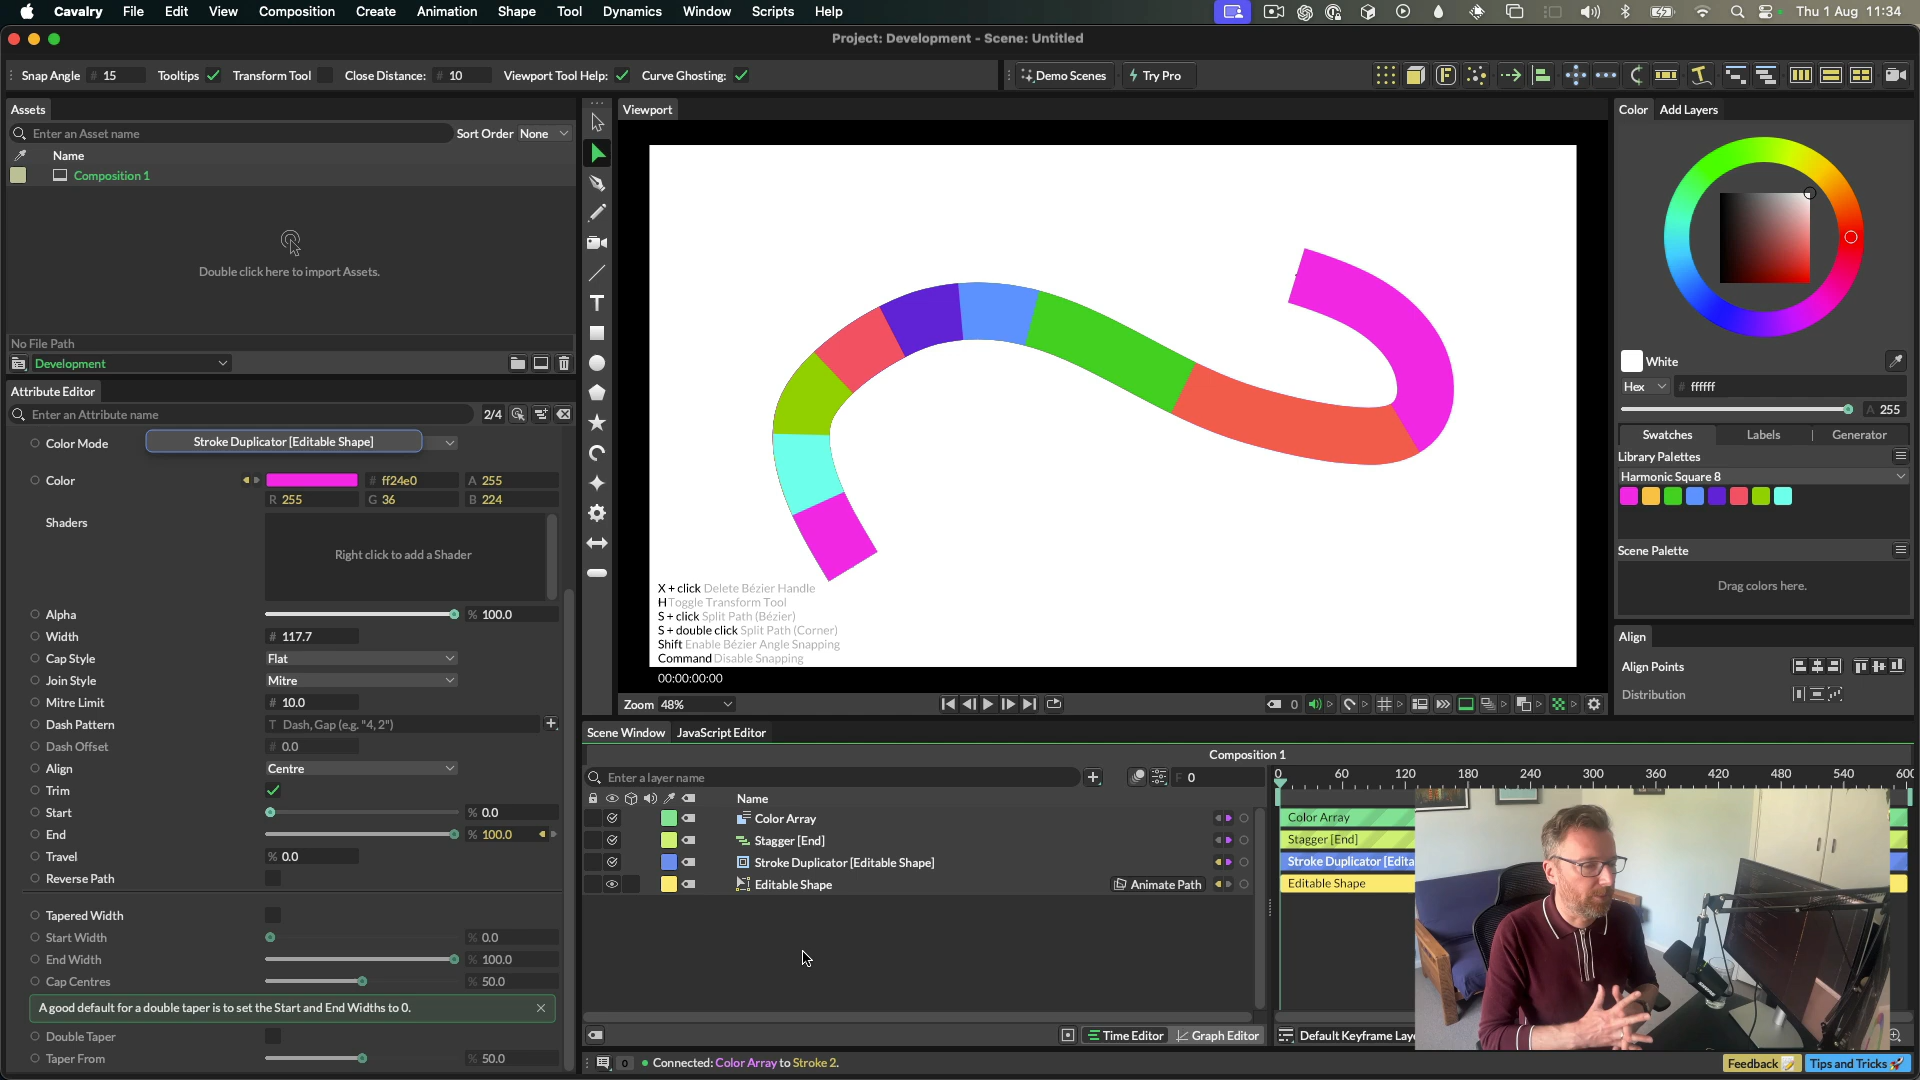 Cavalry File Edit View Composition Create Animation Shape Tool Dynamics Window Scripts Help Thu 1 Aug 11:34
Project: Development - Scene: Untitled
Snap Angle # 15 Tooltips Transform Tool Close Distance: # 10 Viewport Tool Help: Curve Ghosting: Demo Scenes Try Pro
Assets
Enter an Asset name Sort Order None
Name
Composition 1
Double click here to import Assets.
No File Path
Development
Attribute Editor
Enter an Attribute name 2/4
Color Mode Stroke Duplicator [Editable Shape]
Color # ff24e0 A 255
R 255 G 36 B 224
Shaders
Right click to add a Shader
Alpha % 100.0
Width # 117.7
Cap Style Flat
Join Style Mitre
Mitre Limit # 10.0
Dash Pattern T Dash, Gap (e.g. "4, 2")
Dash Offset # 0.0
Align Centre
Trim
Start % 0.0
End % 100.0
Travel % 0.0
Reverse Path
Tapered Width
Start Width % 0.0
End Width % 100.0
Cap Centres % 50.0
A good default for a double taper is to set the Start and End Widths to 0.
Double Taper
Taper From % 50.0
Viewport
X + click Delete Bézier Handle
H Toggle Transform Tool
S + click Split Path (Bézier)
S + double click Split Path (Corner)
Shift Enable Bézier Angle Snapping
Command Disable Snapping
00:00:00:00
Zoom 48% 0
Scene Window JavaScript Editor
Composition 1
Enter a layer name F 0
0 60 120 180 240 300 360 420 480 540 600
Name
Color Array
Stagger [End]
Stroke Duplicator [Editable Shape]
Editable Shape Animate Path
Color Array
Stagger [End]
Stroke Duplicator [Edita
Editable Shape
Time Editor Graph Editor Default Keyframe Laye
0 Connected: Color Array to Stroke 2.
Color Add Layers
White
Hex # ffffff
A 255
Swatches Labels Generator
Library Palettes
Harmonic Square 8
Scene Palette
Drag colors here.
Align
Align Points
Distribution
Feedback Tips and Tricks